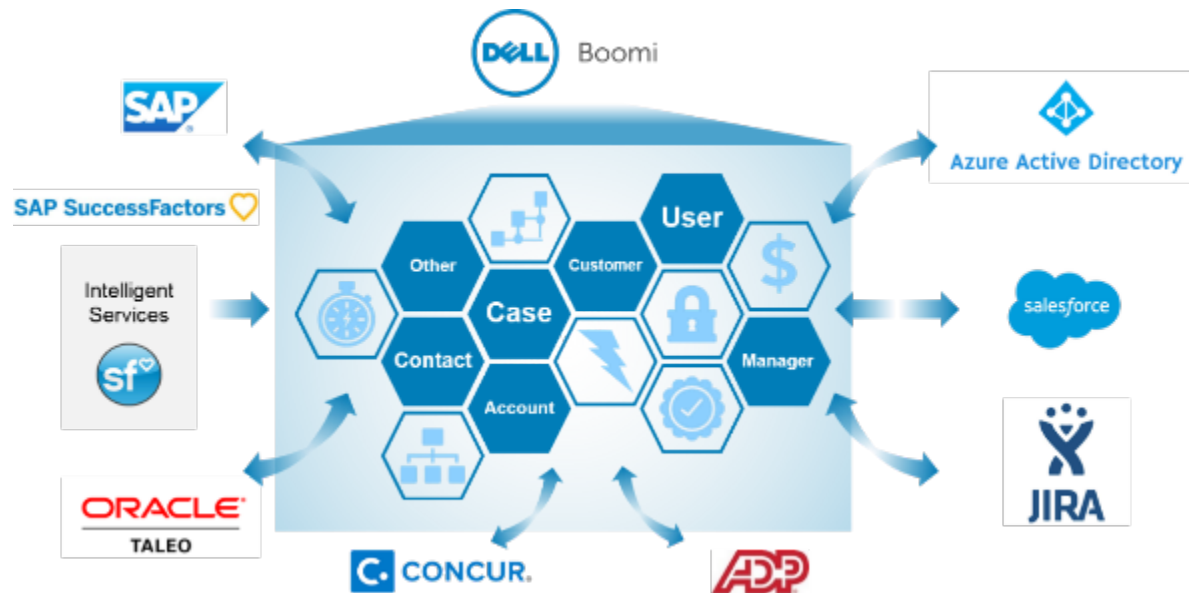 DELL Boomi
SAP®
Azure Active Directory
SAP SuccessFactors
User
Other
Customer
$
Intelligent
Services
sf
Case
salesforce
Contact
Manager
Account
ORACLE®
TALEO
JIRA
C. CONCUR®
ADP